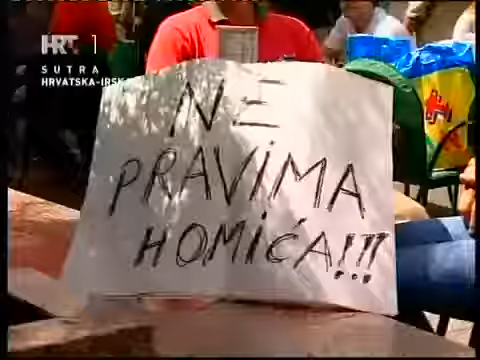 HRT 1
SUTRA
HRVATSKA-IRSK
NE
PRAVIMA
HOMIĆA!!!